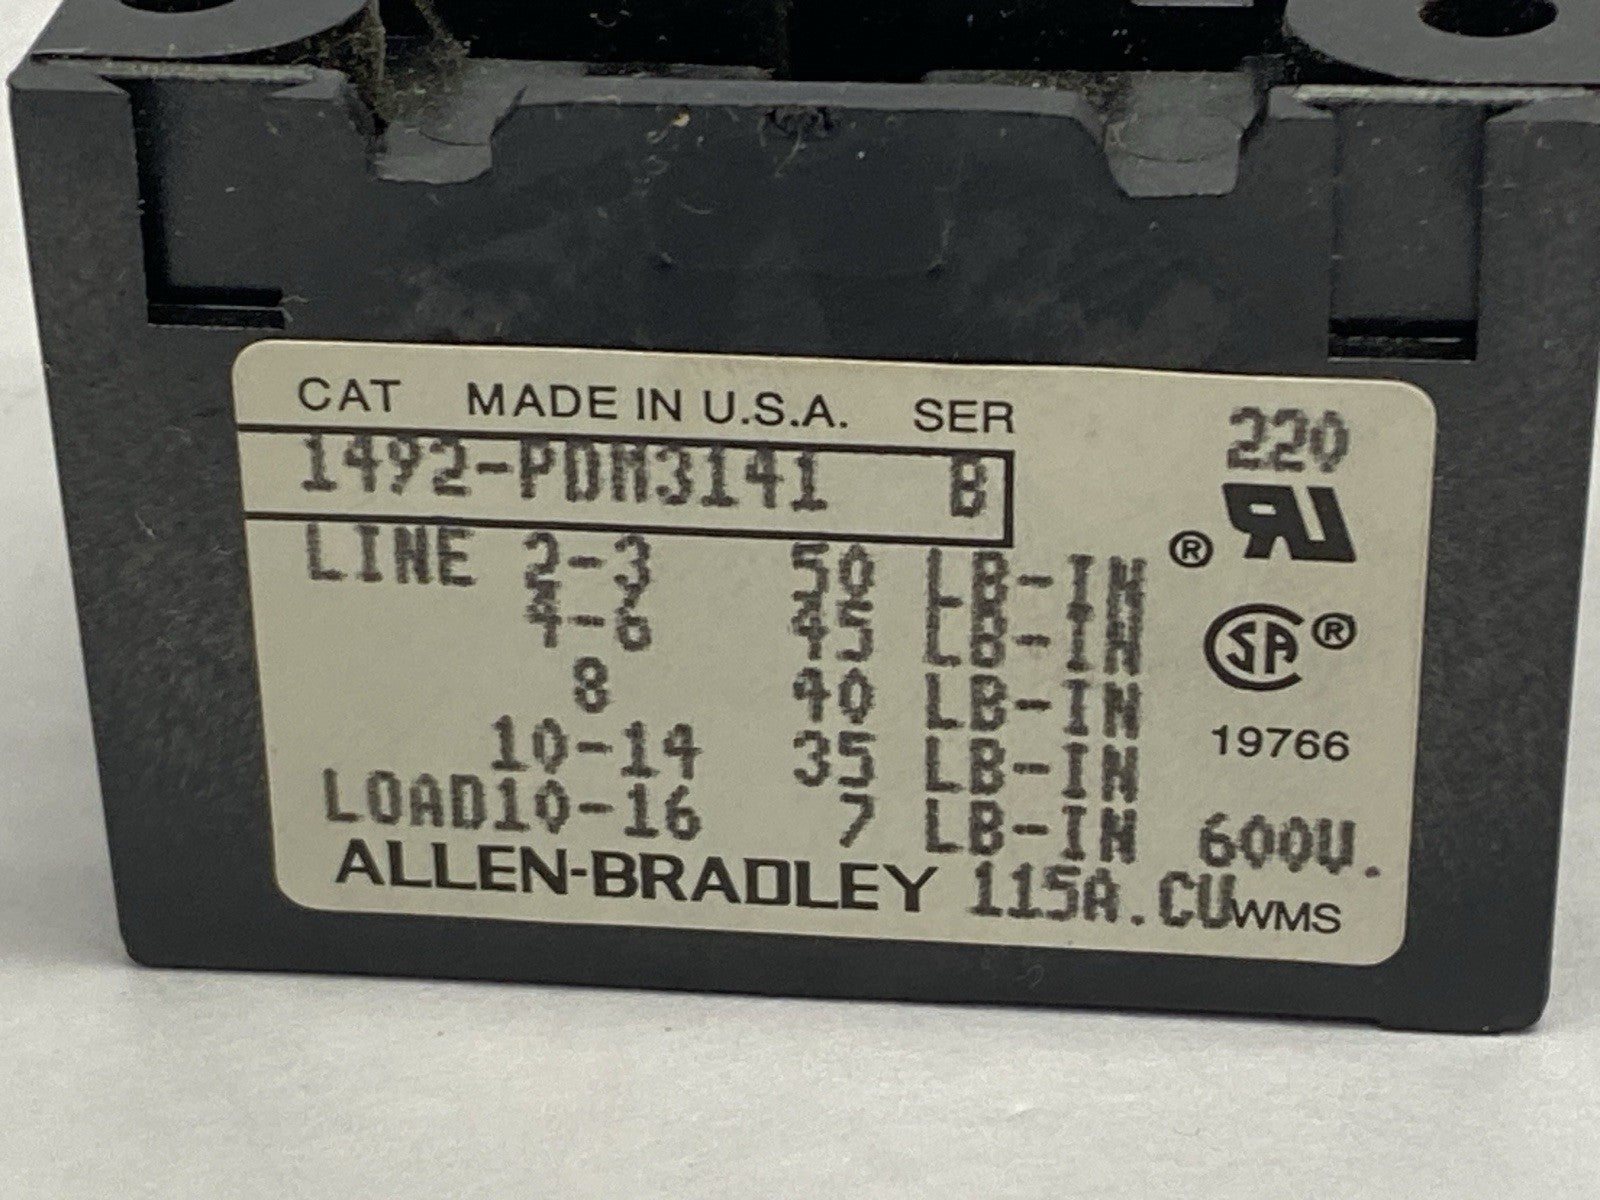 CAT MADE IN U.S.A. SER
1492-PDM3141 B
220
RU ®
LINE 2-3 50 LB-IN
4-6 45 LB-IN
SA ®
8 40 LB-IN
19766
10-14 35 LB-IN
LOAD10-16 7 LB-IN 600V.
ALLEN-BRADLEY 115A.CU WMS